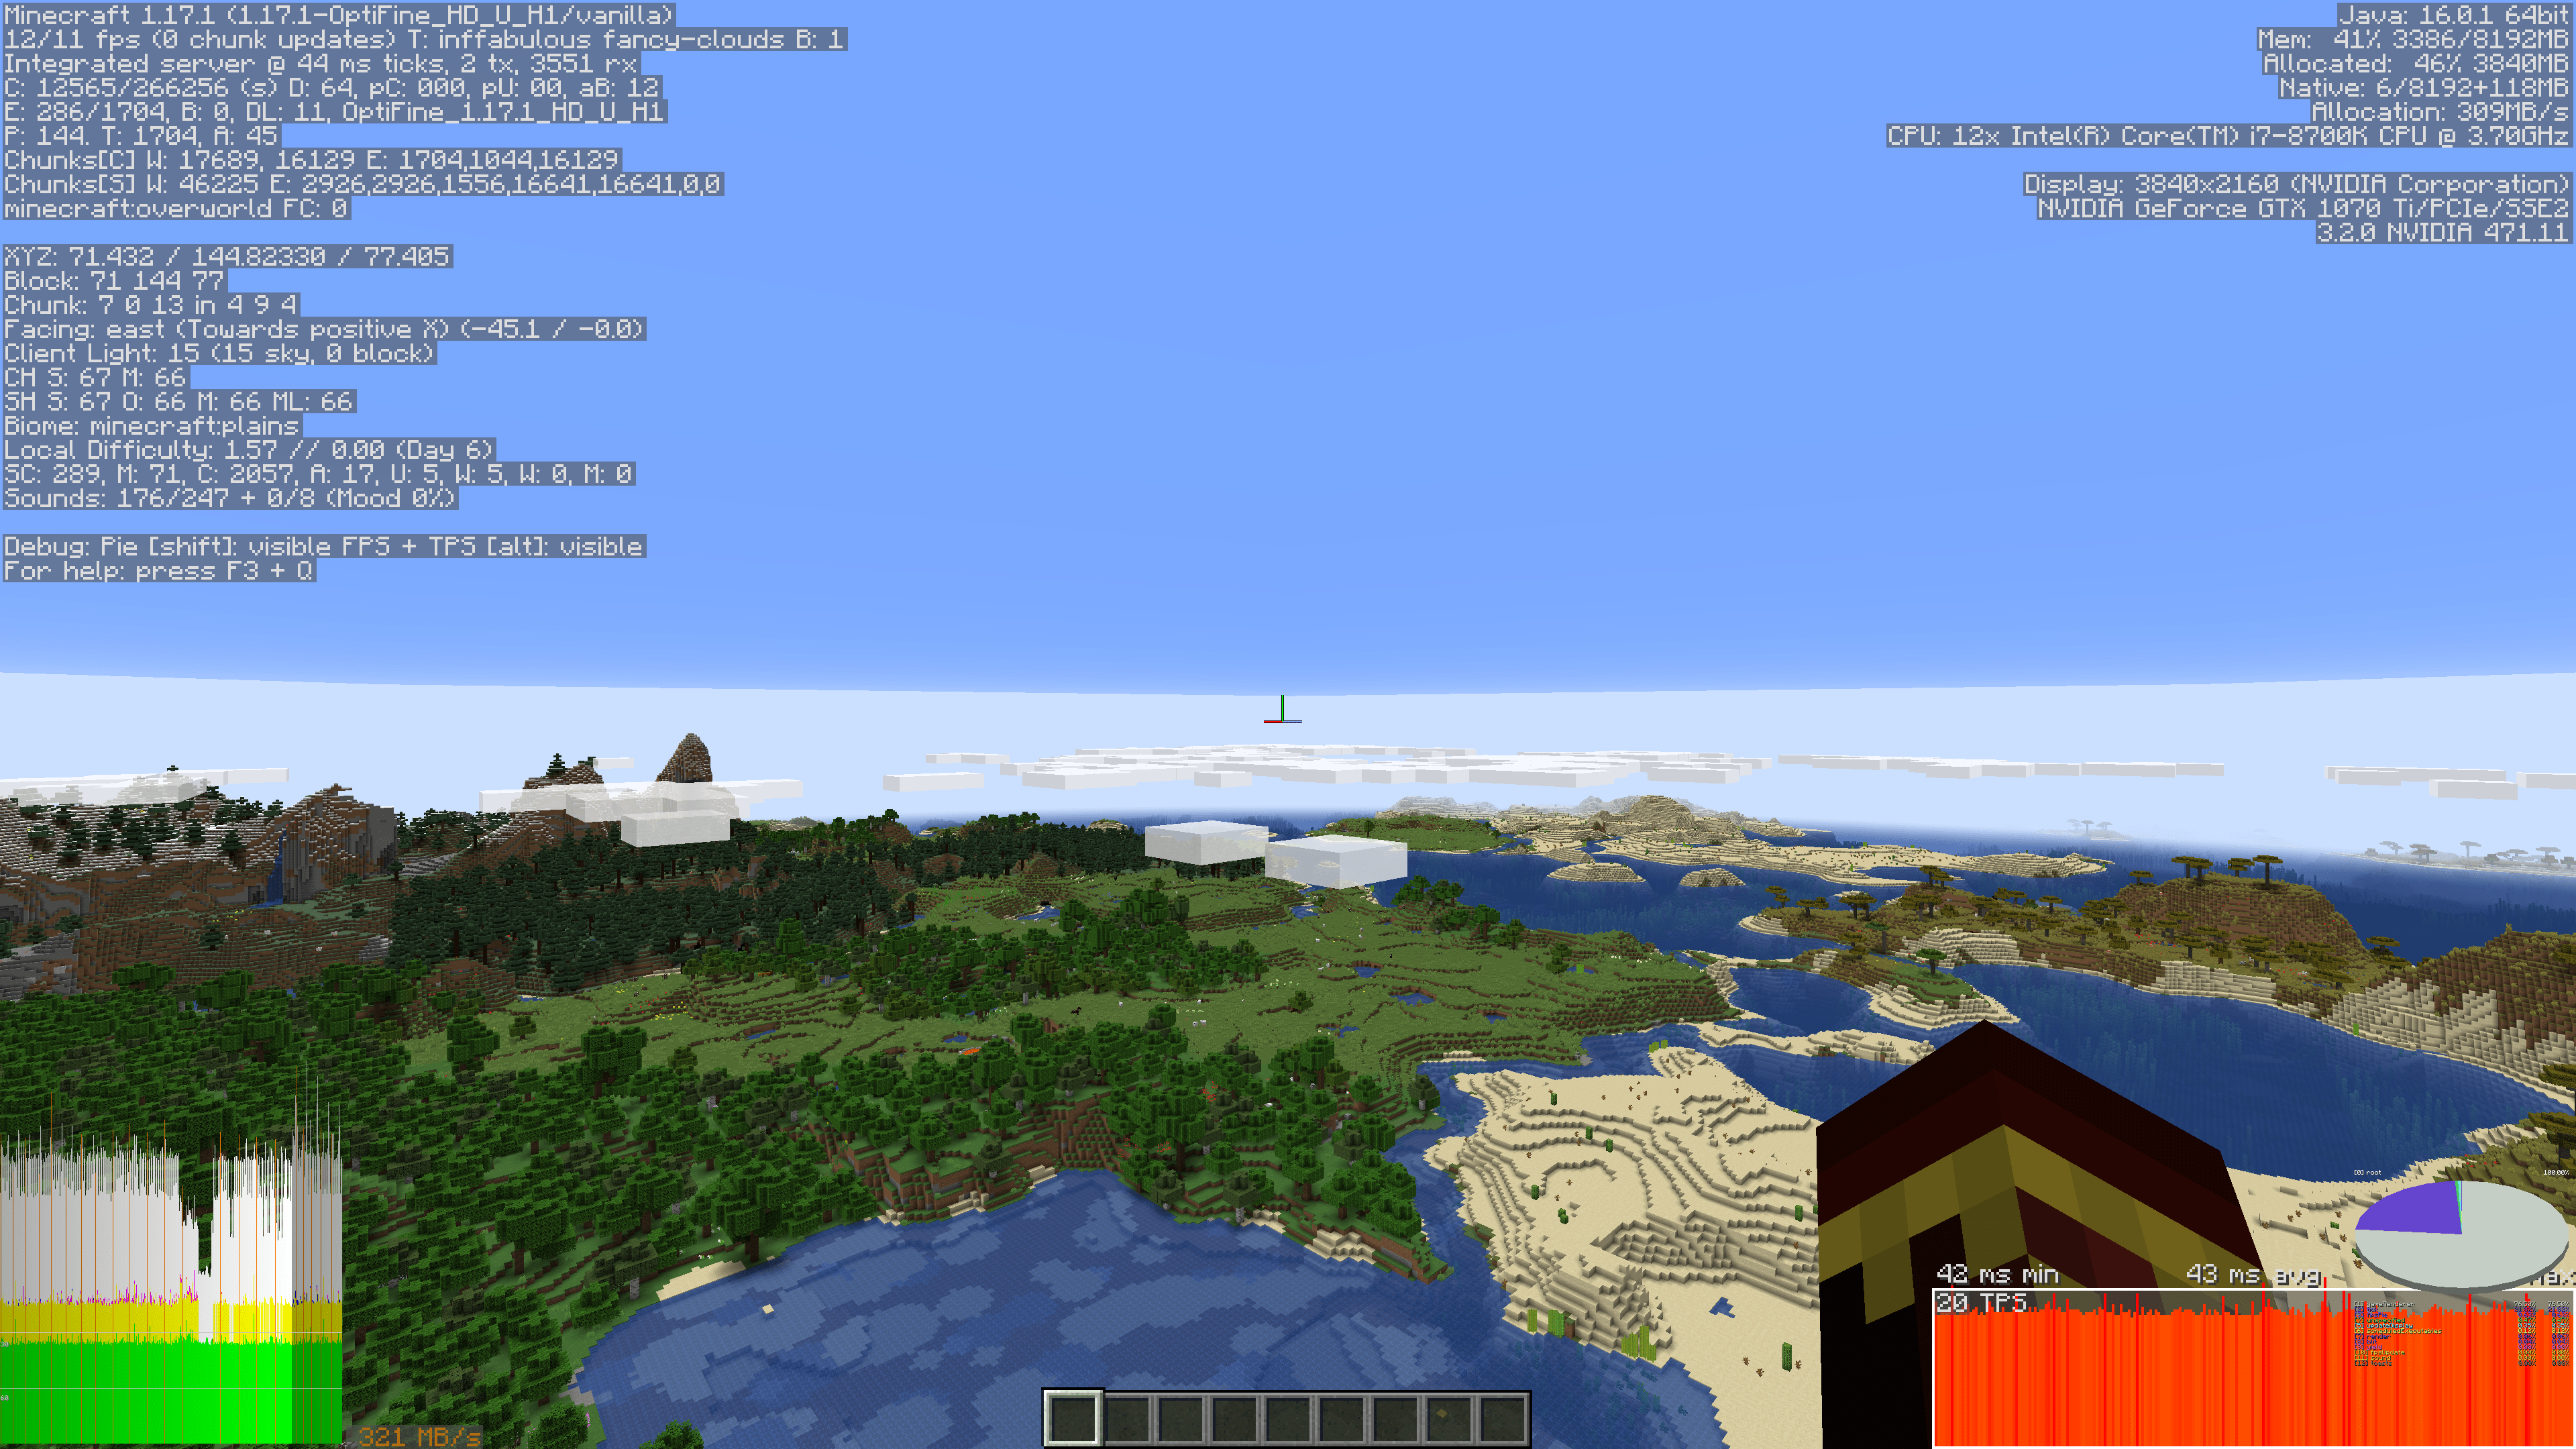 Minecraft 1.17.1 (1.17.1-OptiFine_HD_U_H1/vanilla)
12/11 fps (0 chunk updates) T: inffabulous fancy-clouds B: 1
Integrated server @ 44 ms ticks, 2 tx, 3551 rx
C: 12565/266256 (s) D: 64, pC: 000, pU: 00, aB: 12
E: 286/1704, B: 0, DL: 11, OptiFine_1.17.1_HD_U_H1
P: 144. T: 1704, A: 45
Chunks[C] W: 17689, 16129 E: 1704,1044,16129
Chunks[S] W: 46225 E: 2926,2926,1556,16641,16641,0,0
minecraft:overworld FC: 0
XYZ: 71.432 / 144.82330 / 77.405
Block: 71 144 77
Chunk: 7 0 13 in 4 9 4
Facing: east (Towards positive X) (-45.1 / -0.0)
Client Light: 15 (15 sky, 0 block)
CH S: 67 M: 66
SH S: 67 O: 66 M: 66 ML: 66
Biome: minecraft:plains
Local Difficulty: 1.57 // 0.00 (Day 6)
SC: 289, M: 71, C: 2057, A: 17, U: 5, W: 5, W: 0, M: 0
Sounds: 176/247 + 0/8 (Mood 0%)
Debug: Pie [shift]: visible FPS + TPS [alt]: visible
For help: press F3 + Q
Java: 16.0.1 64bit
Mem: 41% 3386/8192MB
Allocated: 46% 3840MB
Native: 6/8192+118MB
Allocation: 309MB/s
CPU: 12x Intel(R) Core(TM) i7-8700K CPU @ 3.70GHz
Display: 3840x2160 (NVIDIA Corporation)
NVIDIA GeForce GTX 1070 Ti/PCIe/SSE2
3.2.0 NVIDIA 471.11
[0] root 100.00%
42 ms min 43 ms avg
20 TPS
30
60
321 MB/s